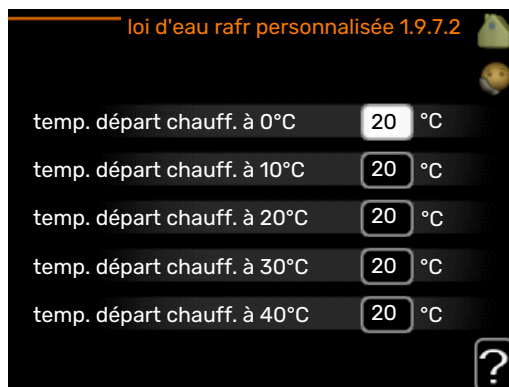 loi d'eau rafr personnalisée 1.9.7.2
temp. départ chauff. à 0°C 20 °C
temp. départ chauff. à 10°C 20 °C
temp. départ chauff. à 20°C 20 °C
temp. départ chauff. à 30°C 20 °C
temp. départ chauff. à 40°C 20 °C
?